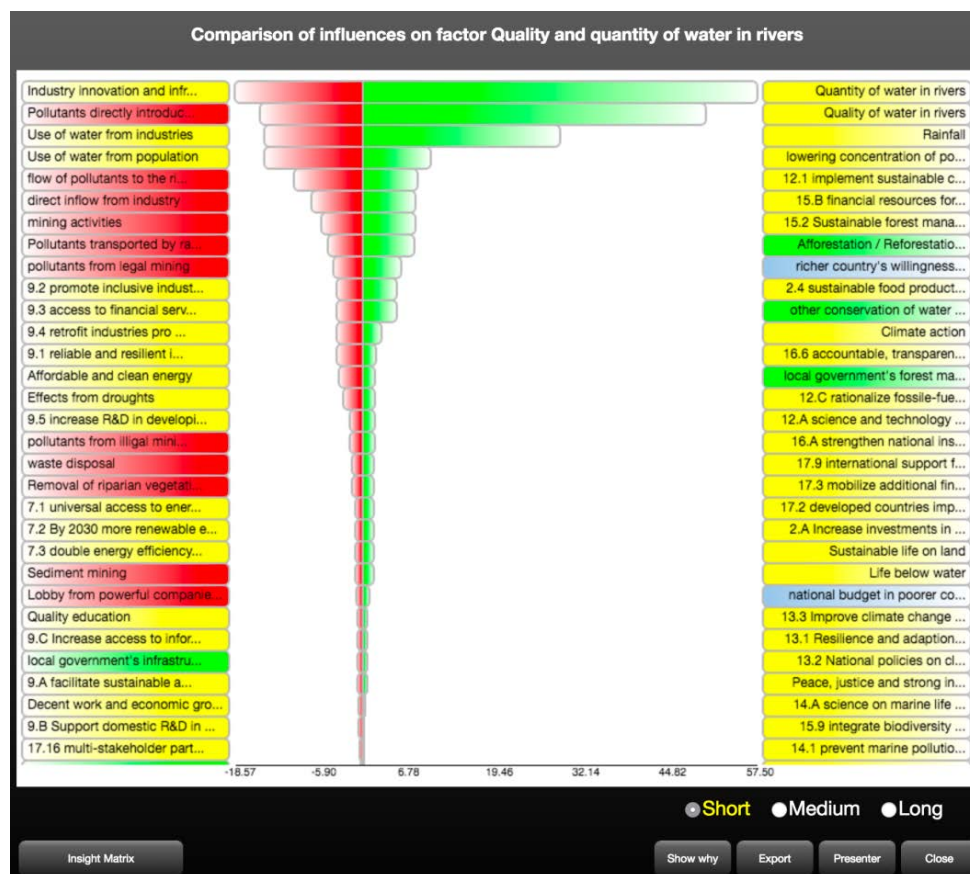 Comparison of influences on factor Quality and quantity of water in rivers
Industry innovation and infr...
Quantity of water in rivers
Pollutants directly introduc...
Quality of water in rivers
Use of water from industries
Rainfall
Use of water from population
lowering concentration of po...
flow of pollutants to the ri...
12.1 implement sustainable c...
direct inflow from industry
15.B financial resources for...
mining activities
15.2 Sustainable forest mana...
Pollutants transported by ra...
Afforestation / Reforestatio...
pollutants from legal mining
richer country's willingness...
9.2 promote inclusive indust...
2.4 sustainable food product...
9.3 access to financial serv...
other conservation of water ...
9.4 retrofit industries pro ...
Climate action
9.1 reliable and resilient i...
16.6 accountable, transparen...
Affordable and clean energy
local government's forest ma...
Effects from droughts
12.C rationalize fossile-fue...
9.5 increase R&D in developi...
12.A science and technology ...
pollutants from illigal mini...
16.A strengthen national ins...
waste disposal
17.9 international support f...
Removal of riparian vegetati...
17.3 mobilize additional fin...
7.1 universal access to ener...
17.2 developed countries imp...
7.2 By 2030 more renewable e...
2.A Increase investments in ...
7.3 double energy efficiency...
Sustainable life on land
Sediment mining
Life below water
Lobby from powerful companie...
national budget in poorer co...
Quality education
13.3 Improve climate change ...
9.C Increase access to infor...
13.1 Resilience and adaption...
local government's infrastru...
13.2 National policies on cl...
9.A facilitate sustainable a...
Peace, justice and strong in...
Decent work and economic gro...
14.A science on marine life ...
9.B Support domestic R&D in ...
15.9 integrate biodiversity ...
17.16 multi-stakeholder part...
14.1 prevent marine pollutio...
-18.57 -5.90 6.78 19.46 32.14 44.82 57.50
Short Medium Long
Insight Matrix Show why Export Presenter Close